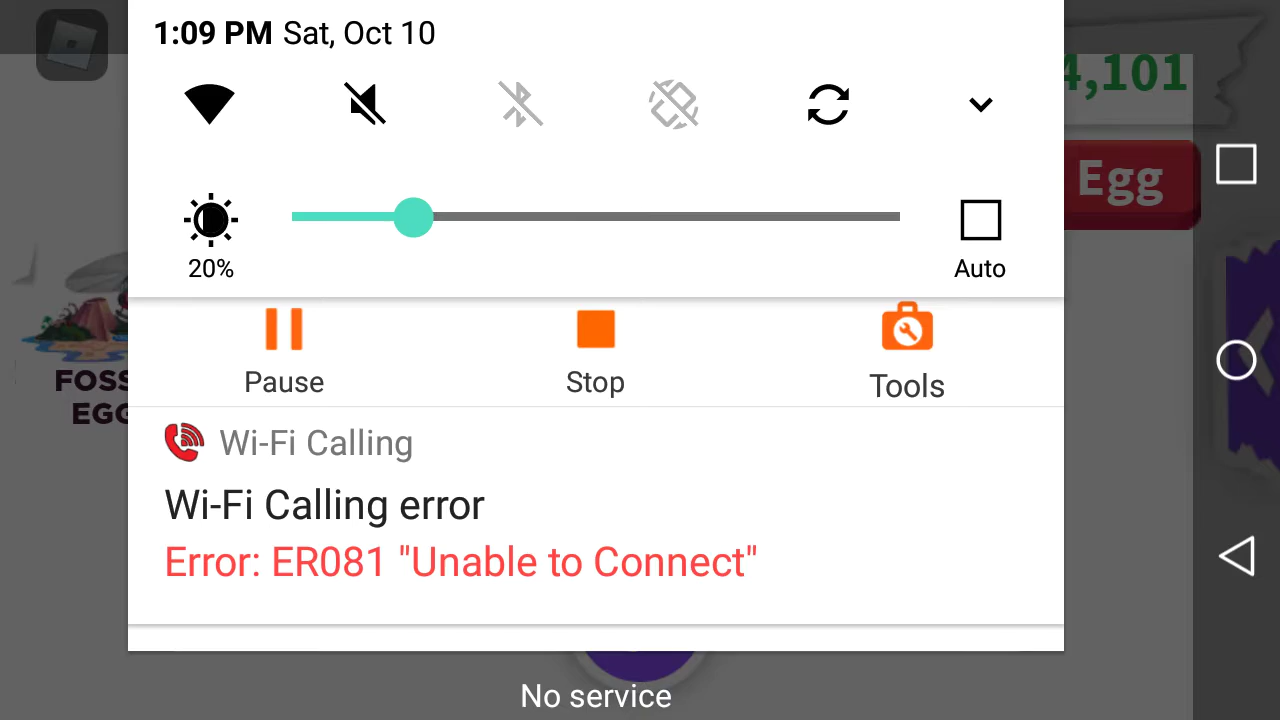 1:09 PM Sat, Oct 10
4,101
Egg
20%
Auto
Pause
Stop
Tools
FOSS
EGG
Wi-Fi Calling
Wi-Fi Calling error
Error: ER081 "Unable to Connect"
No service